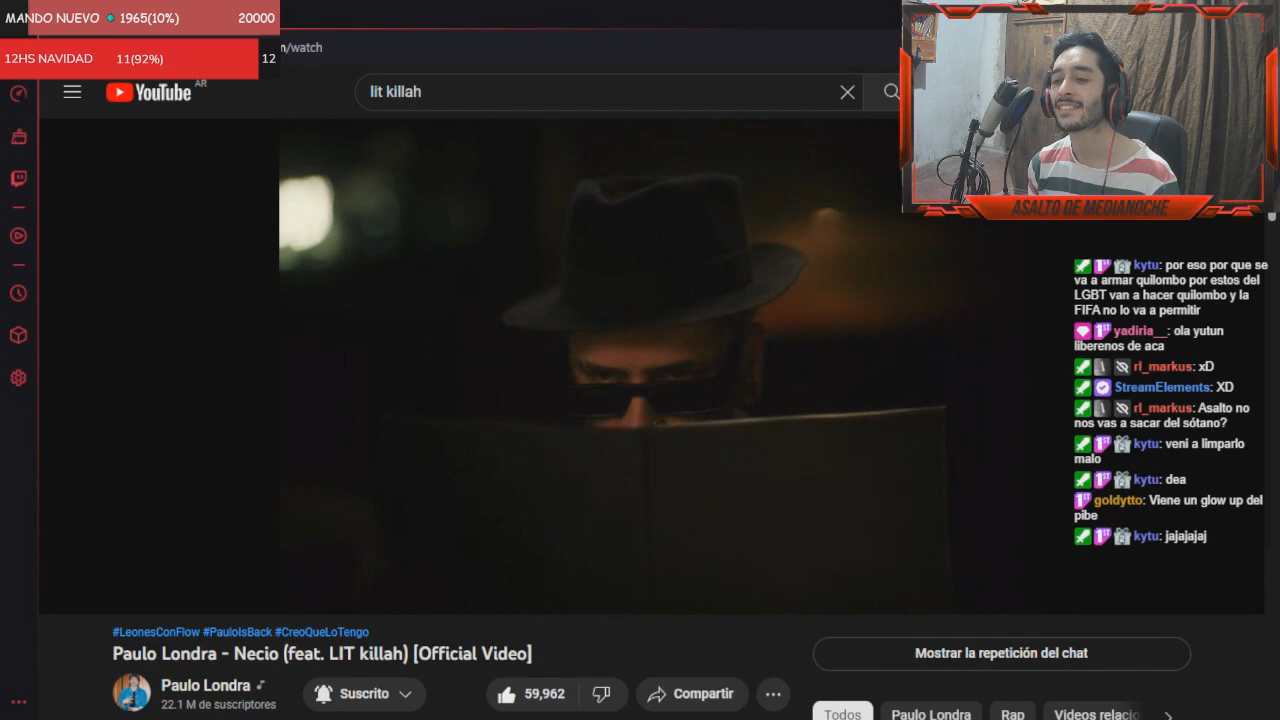 MANDO NUEVO 1965(10%) 20000
12HS NAVIDAD 11(92%) 12
n/watch
YouTube AR
lit killah
ASALTO DE MEDIANOCHE
kytu: por eso por que se
va a armar quilombo por estos del
LGBT van a hacer quilombo y la
FIFA no lo va a permitir
yadiria__: ola yutun
liberenos de aca
rl_markus: xD
StreamElements: XD
rl_markus: Asalto no
nos vas a sacar del sótano?
kytu: veni a limparlo
malo
kytu: dea
goldytto: Viene un glow up del
pibe
kytu: jajajajaj
#LeonesConFlow #PauloIsBack #CreoQueLoTengo
Paulo Londra - Necio (feat. LIT killah) [Official Video]
Paulo Londra
22.1 M de suscriptores
Suscrito
59,962
Compartir
Mostrar la repetición del chat
Todos
Paulo Londra
Rap
Videos relacio